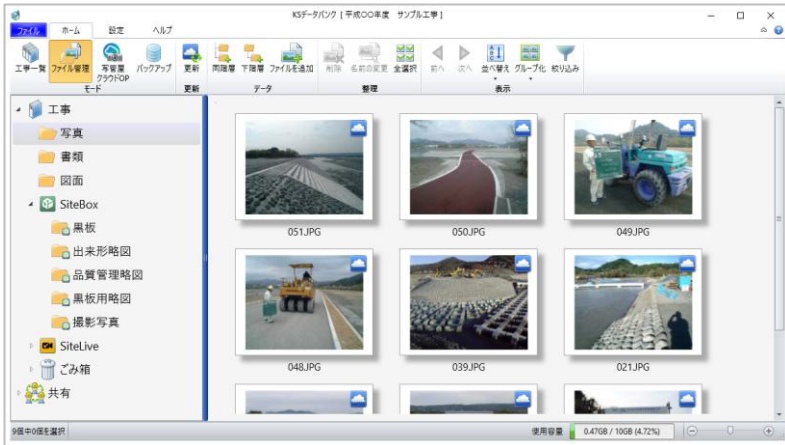 KSデータバンク [ 平成〇〇年度 サンプル工事 ]
ファイル ホーム 設定 ヘルプ
工事一覧 ファイル管理 写管屋 クラウドOP バックアップ 更新 同階層 下階層 ファイルを追加 削除 名前の変更 全選択 前へ 次へ 並べ替え グループ化 絞り込み
モード 更新 データ 整理 表示
工事
写真
書類
図面
SiteBox
黒板
出来形略図
品質管理略図
黒板用略図
撮影写真
SiteLive
ごみ箱
共有
051.JPG 050.JPG 049.JPG
048.JPG 039.JPG 021.JPG
9個中0個を選択 使用容量 0.47GB / 10GB (4.72%)